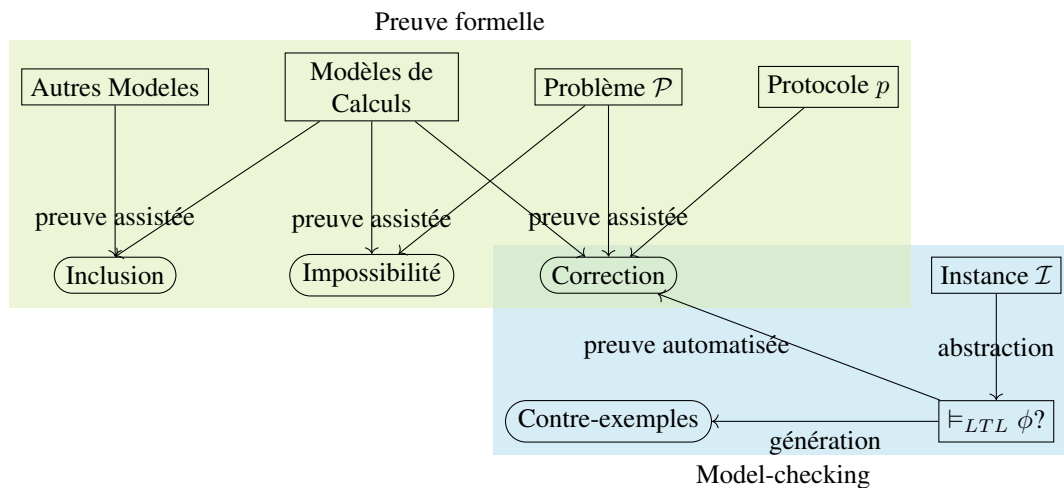 Preuve formelle
Autres Modeles
Modèles de
Calculs
Problème 𝒫
Protocole p
preuve assistée
preuve assistée
preuve assistée
Inclusion
Impossibilité
Correction
Instance ℐ
preuve automatisée
abstraction
Contre-exemples
⊨LTL ϕ?
génération
Model-checking